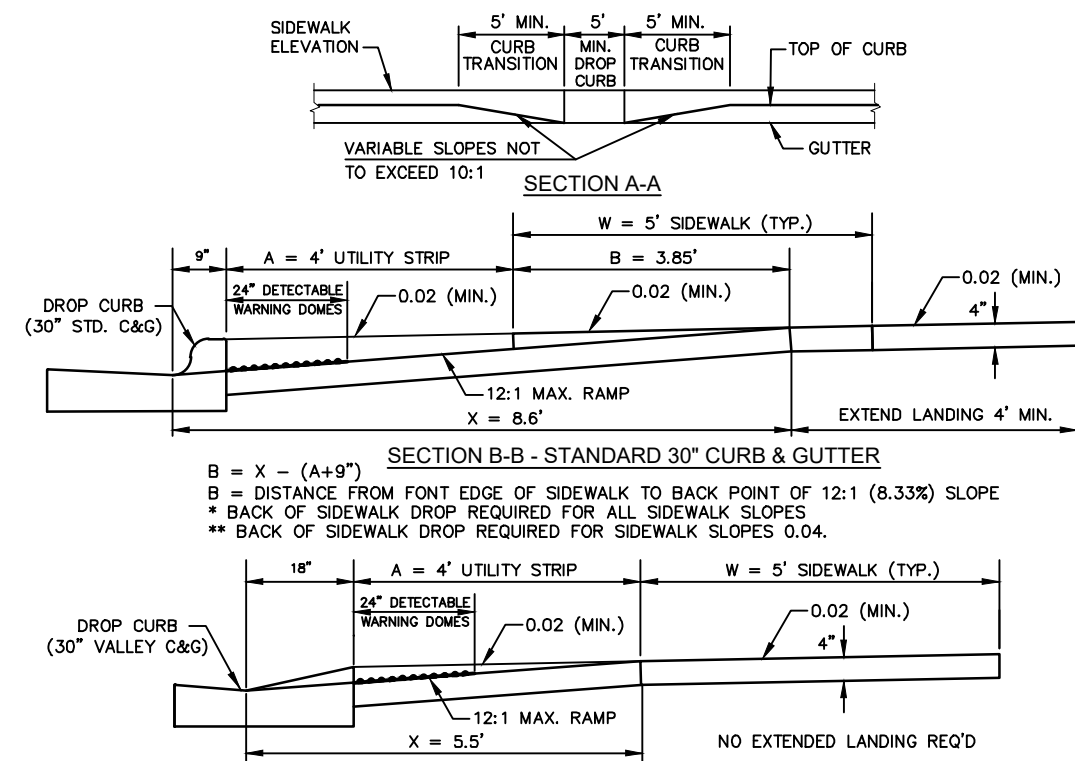 SIDEWALK
ELEVATION
5' MIN.
CURB
TRANSITION
5'
MIN.
DROP
CURB
5' MIN.
CURB
TRANSITION
TOP OF CURB
VARIABLE SLOPES NOT
TO EXCEED 10:1
GUTTER
SECTION A-A
W = 5' SIDEWALK (TYP.)
9"
A = 4' UTILITY STRIP
B = 3.85'
24" DETECTABLE
WARNING DOMES
0.02 (MIN.)
0.02 (MIN.)
0.02 (MIN.)
4"
DROP CURB
(30" STD. C&G)
12:1 MAX. RAMP
X = 8.6'
EXTEND LANDING 4' MIN.
SECTION B-B - STANDARD 30" CURB & GUTTER
B = X - (A+9")
B = DISTANCE FROM FONT EDGE OF SIDEWALK TO BACK POINT OF 12:1 (8.33%) SLOPE
* BACK OF SIDEWALK DROP REQUIRED FOR ALL SIDEWALK SLOPES
** BACK OF SIDEWALK DROP REQUIRED FOR SIDEWALK SLOPES 0.04.
18"
A = 4' UTILITY STRIP
W = 5' SIDEWALK (TYP.)
24" DETECTABLE
WARNING DOMES
0.02 (MIN.)
0.02 (MIN.)
4"
DROP CURB
(30" VALLEY C&G)
12:1 MAX. RAMP
X = 5.5'
NO EXTENDED LANDING REQ'D